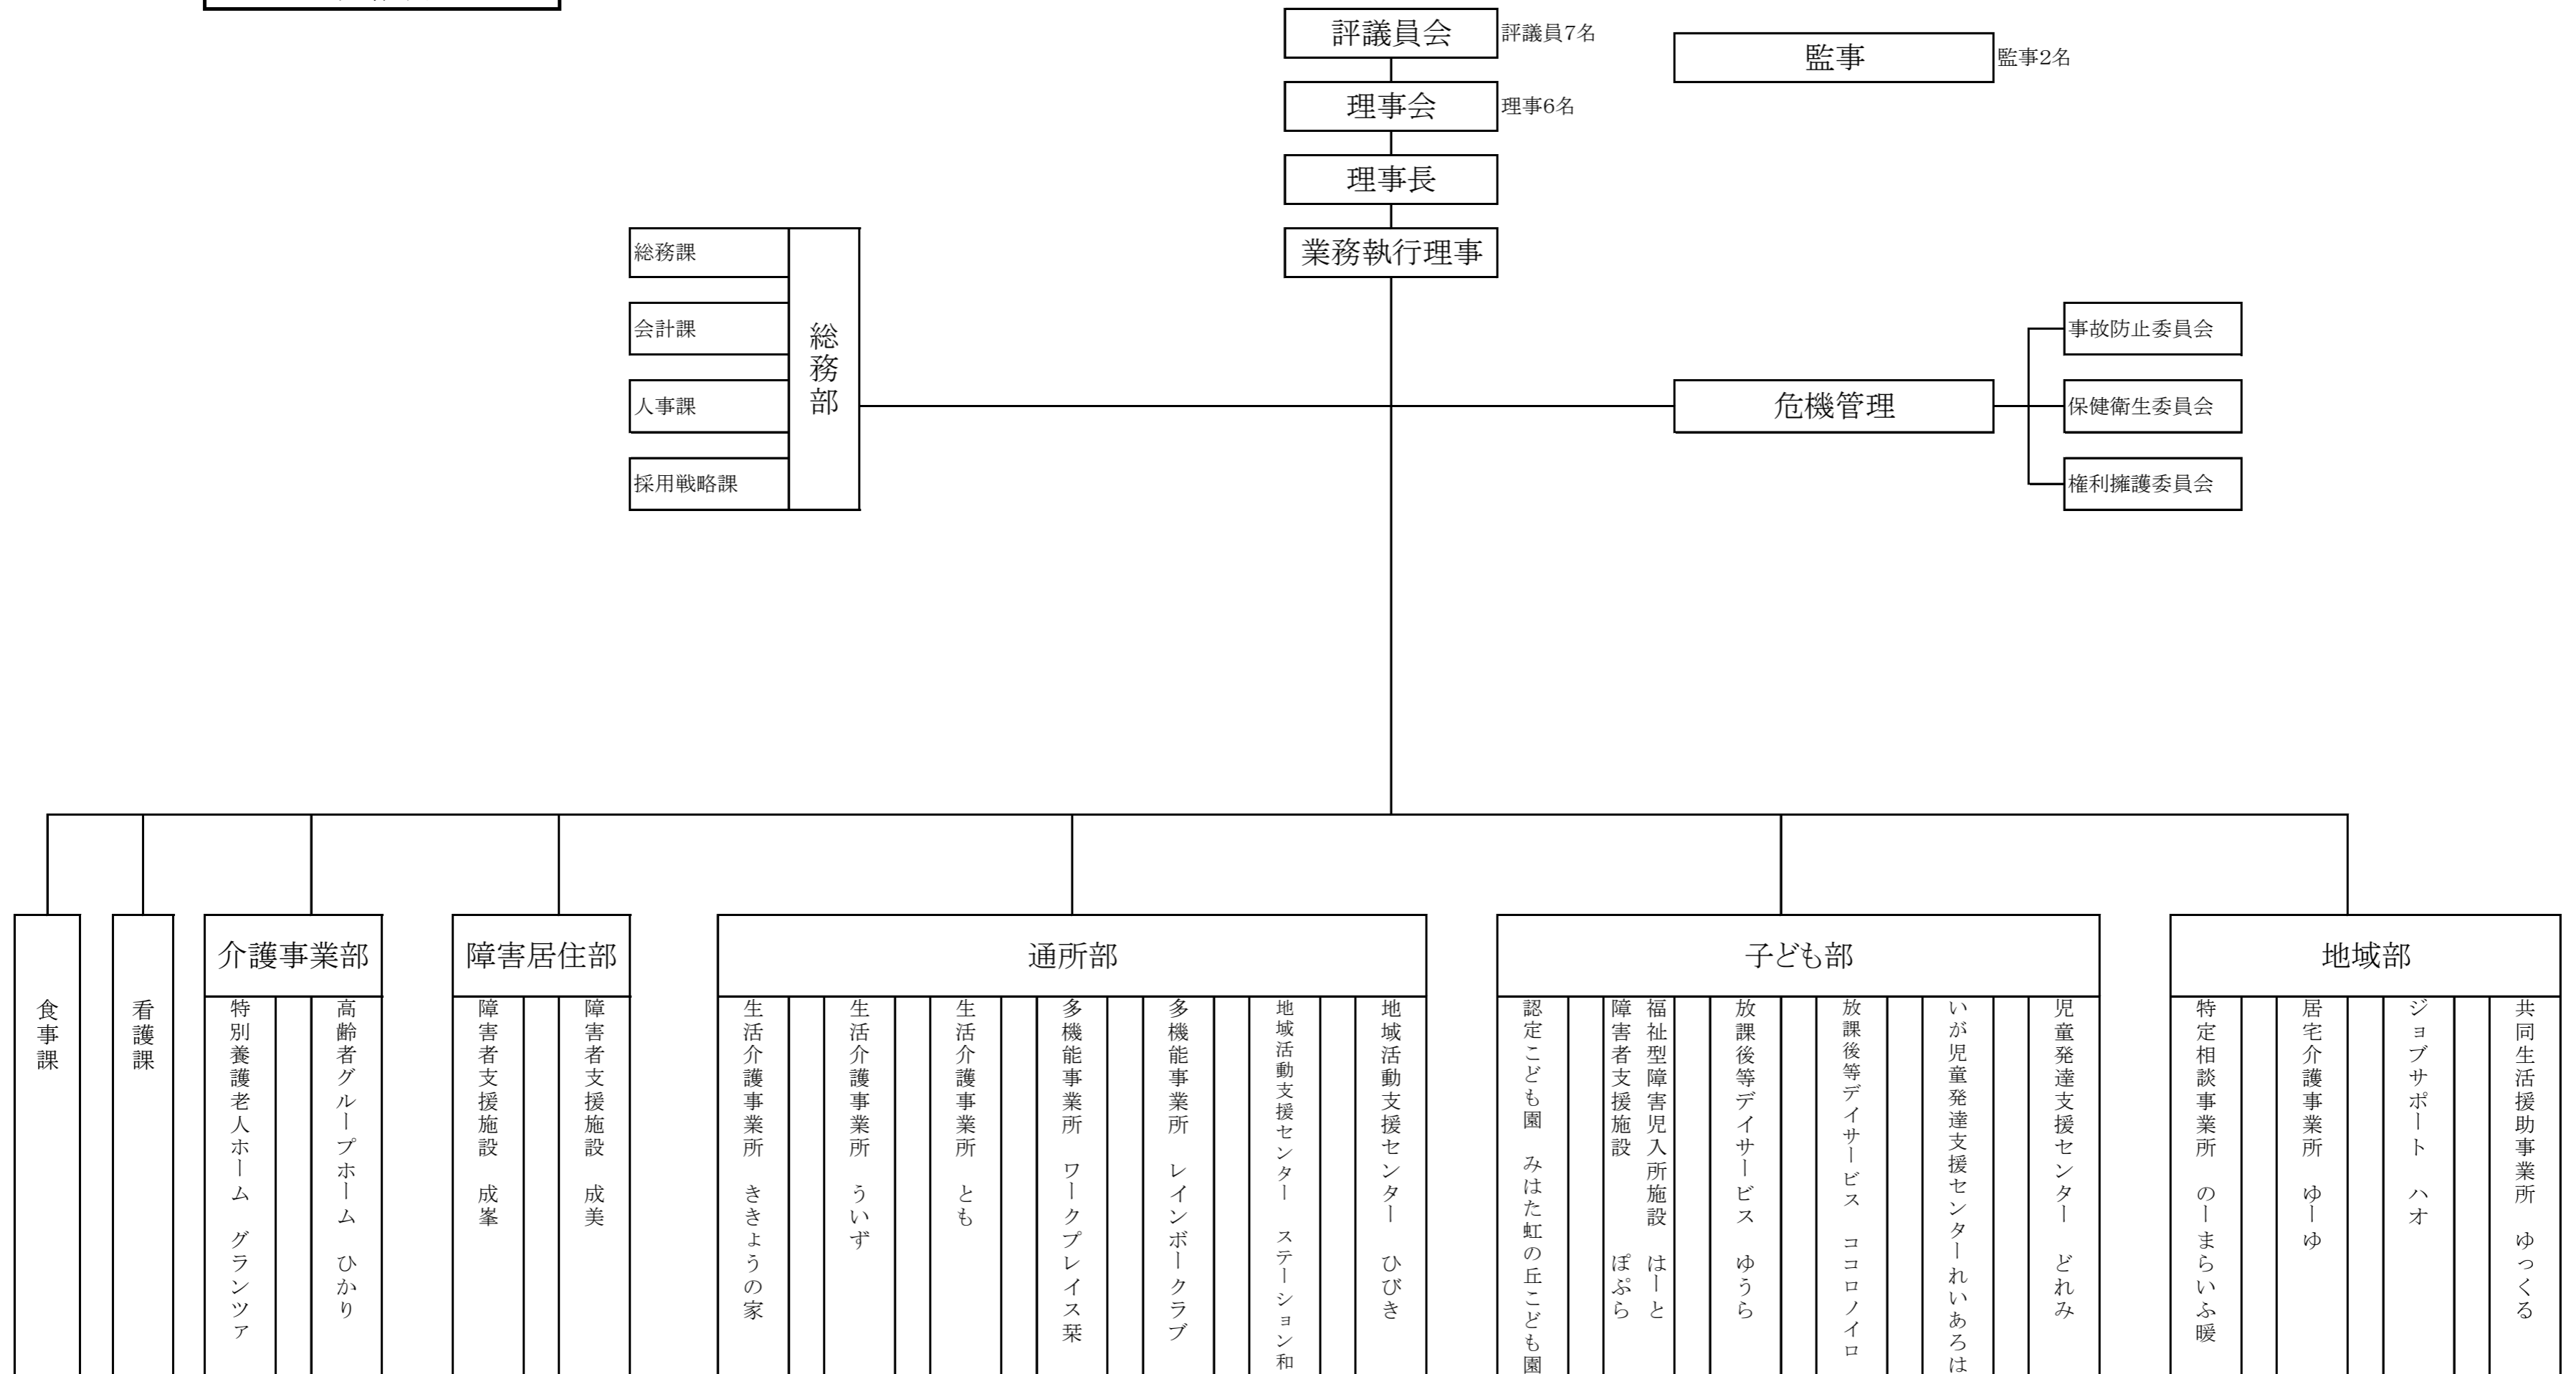 評議員会
評議員7名
監事
監事2名
理事会
理事6名
理事長
業務執行理事
総務部
総務課
会計課
人事課
採用戦略課
危機管理
事故防止委員会
保健衛生委員会
権利擁護委員会
食事課
看護課
介護事業部
特別養護老人ホーム　グランツァ
高齢者グループホーム　ひかり
障害居住部
障害者支援施設　成峯
障害者支援施設　成美
通所部
生活介護事業所　ききょうの家
生活介護事業所　ういず
生活介護事業所　とも
多機能事業所　ワークプレイス栞
多機能事業所　レインボークラブ
地域活動支援センター　ステーション和
地域活動支援センター　ひびき
子ども部
認定こども園　みはた虹の丘こども園
福祉型障害児入所施設　はーと
障害者支援施設　ぽぷら
放課後等デイサービス　ゆうら
放課後等デイサービス　ココロノイロ
いが児童発達支援センターれいあろは
児童発達支援センター　どれみ
地域部
特定相談事業所　のーまらいふ暖
居宅介護事業所　ゆーゆ
ジョブサポート　ハオ
共同生活援助事業所　ゆっくる